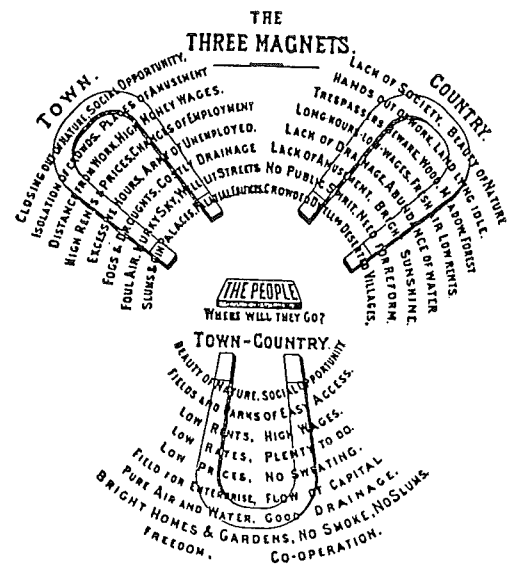 THE
THREE MAGNETS.
TOWN.
CLOSING OUT OF NATURE. SOCIAL OPPORTUNITY.
ISOLATION OF CROWDS. PLACES OF AMUSEMENT
DISTANCE FROM WORK. HIGH MONEY WAGES.
HIGH RENTS & PRICES. CHANCES OF EMPLOYMENT
EXCESSIVE HOURS. ARMY OF UNEMPLOYED.
FOGS & DROUGHTS. COSTLY DRAINAGE
FOUL AIR. MURKY SKY. WELL LIT STREETS.
SLUMS & GIN PALACES. EDIFICES.
COUNTRY.
LACK OF SOCIETY. BEAUTY OF NATURE
HANDS OUT OF WORK. LAND LYING IDLE.
TRESPASSERS BEWARE. WOOD, MEADOW, FOREST
LONG HOURS. LOW WAGES. FRESH AIR. LOW RENTS.
LACK OF DRAINAGE. ABUNDANCE OF WATER
LACK OF AMUSEMENT. BRIGHT SUNSHINE.
NO PUBLIC SPIRIT. NEED FOR REFORM.
CROWDED DWELLINGS. DESERTED VILLAGES.
THE PEOPLE
WHERE WILL THEY GO?
TOWN-COUNTRY.
BEAUTY OF NATURE. SOCIAL OPPORTUNITY
FIELDS AND PARKS OF EASY ACCESS.
LOW RENTS, HIGH WAGES.
LOW RATES, PLENTY TO DO.
LOW PRICES, NO SWEATING.
FIELD FOR ENTERPRISE, FLOW OF CAPITAL
PURE AIR AND WATER. GOOD DRAINAGE.
BRIGHT HOMES & GARDENS, NO SMOKE, NO SLUMS.
FREEDOM. CO-OPERATION.